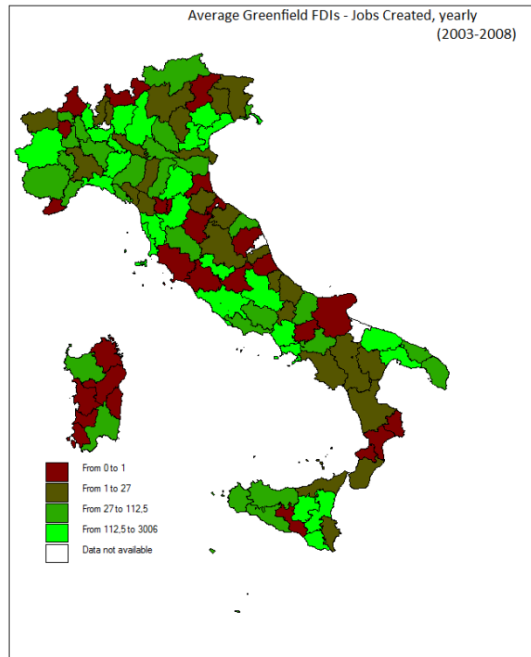 Average Greenfield FDIs - Jobs Created, yearly
(2003-2008)
From 0 to 1
From 1 to 27
From 27 to 112,5
From 112,5 to 3006
Data not available